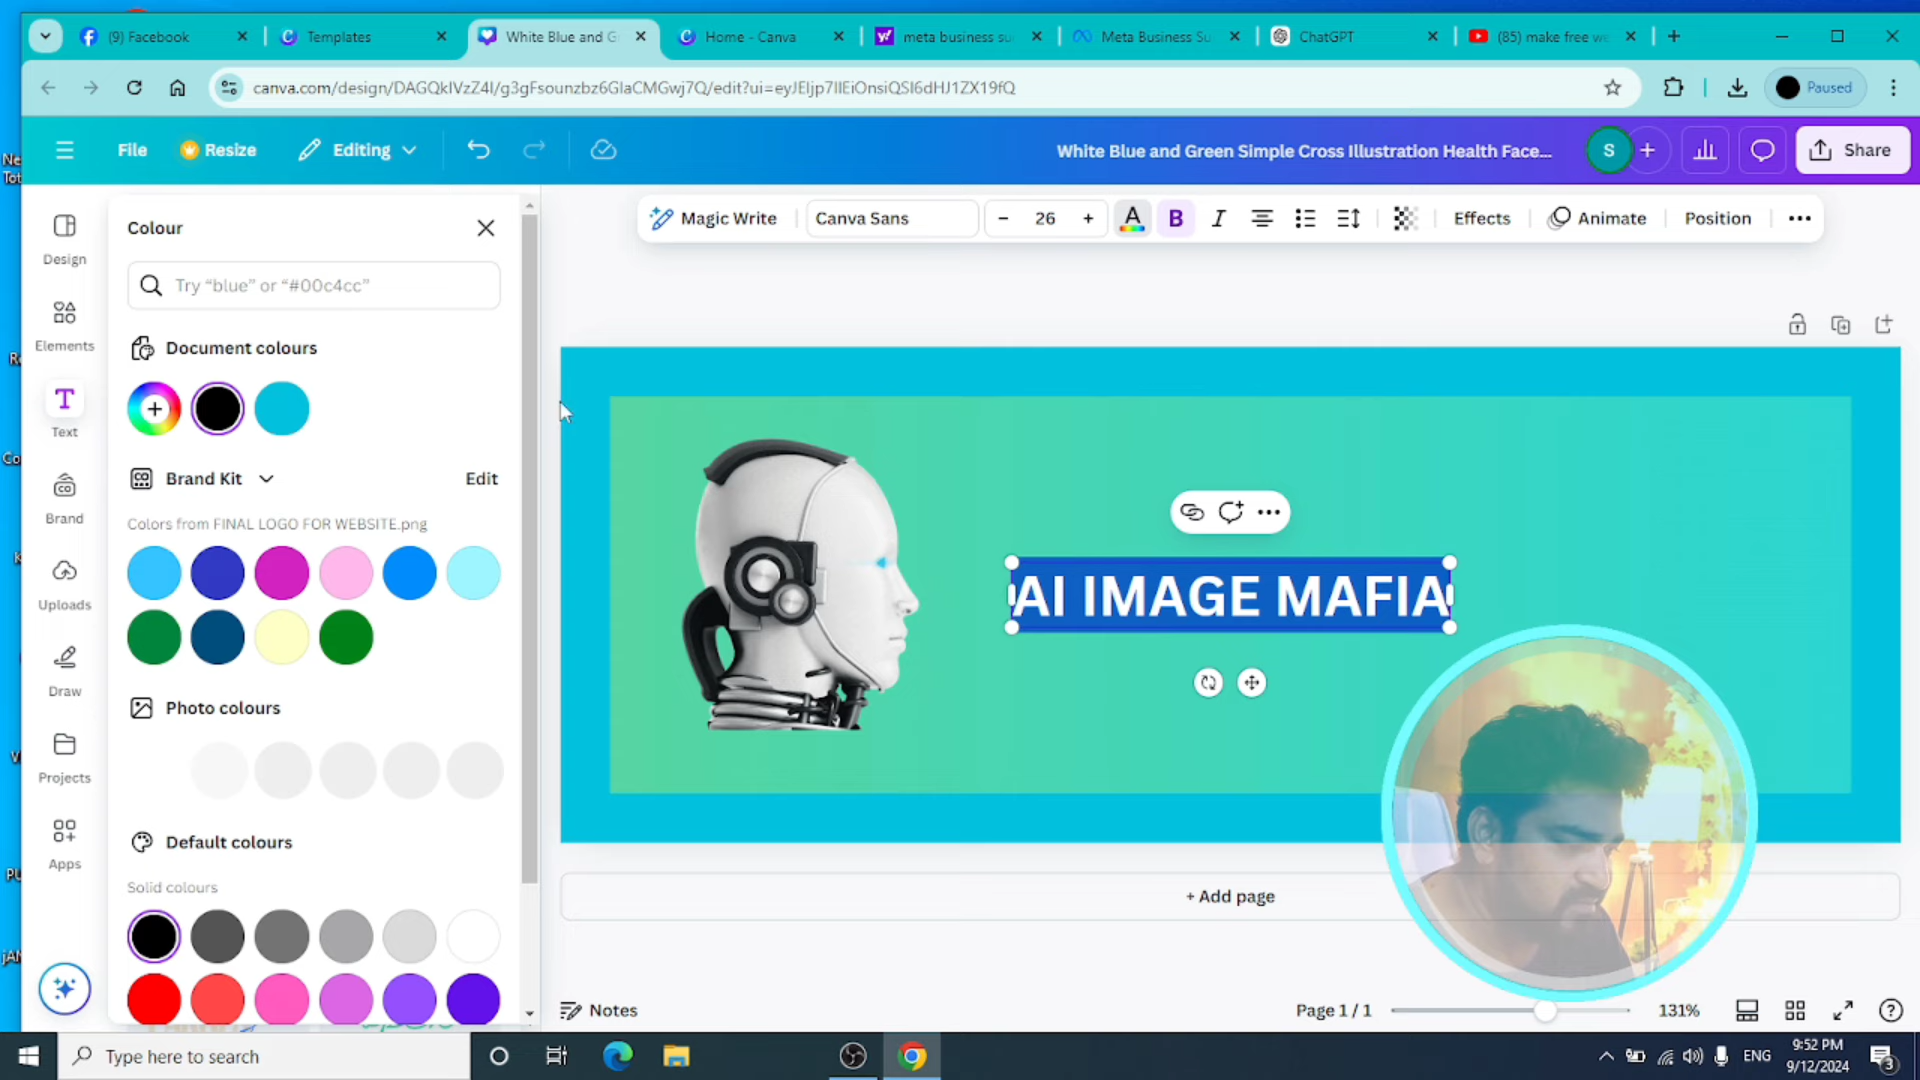 (9) Facebook
Templates
White Blue and G
Home - Canva
meta business su
Meta Business Su
ChatGPT
(85) make free we
canva.com/design/DAGQkIVzZ4I/g3gFsounzbz6GlaCMGwj7Q/edit?ui=eyJEIjp7IlEiOnsiQSI6dHJ1ZX19fQ
Paused
File
Resize
Editing
White Blue and Green Simple Cross Illustration Health Face...
S
Share
Magic Write
Canva Sans
26
A
B
I
Effects
Animate
Position
Design
Elements
Text
Brand
Uploads
Draw
Projects
Apps
Colour
Try “blue” or “#00c4cc”
Document colours
Brand Kit
Edit
Colors from FINAL LOGO FOR WEBSITE.png
Photo colours
Default colours
Solid colours
AI IMAGE MAFIA
+ Add page
Notes
Page 1 / 1
131%
Type here to search
ENG
9:52 PM
9/12/2024
3